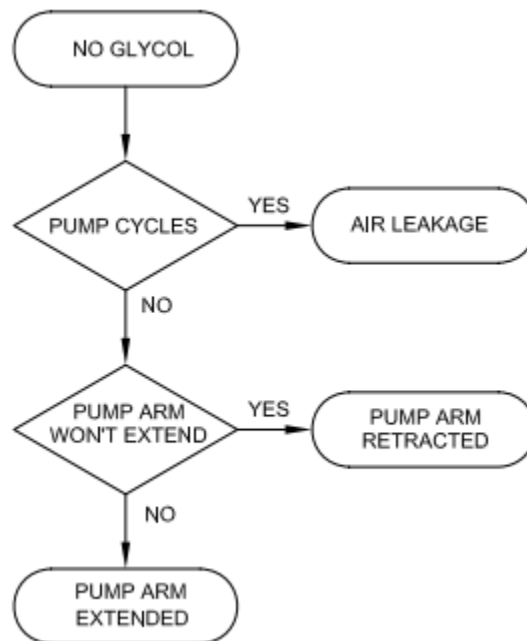 NO GLYCOL
PUMP CYCLES
YES
AIR LEAKAGE
NO
PUMP ARM
WON'T EXTEND
YES
PUMP ARM
RETRACTED
NO
PUMP ARM
EXTENDED